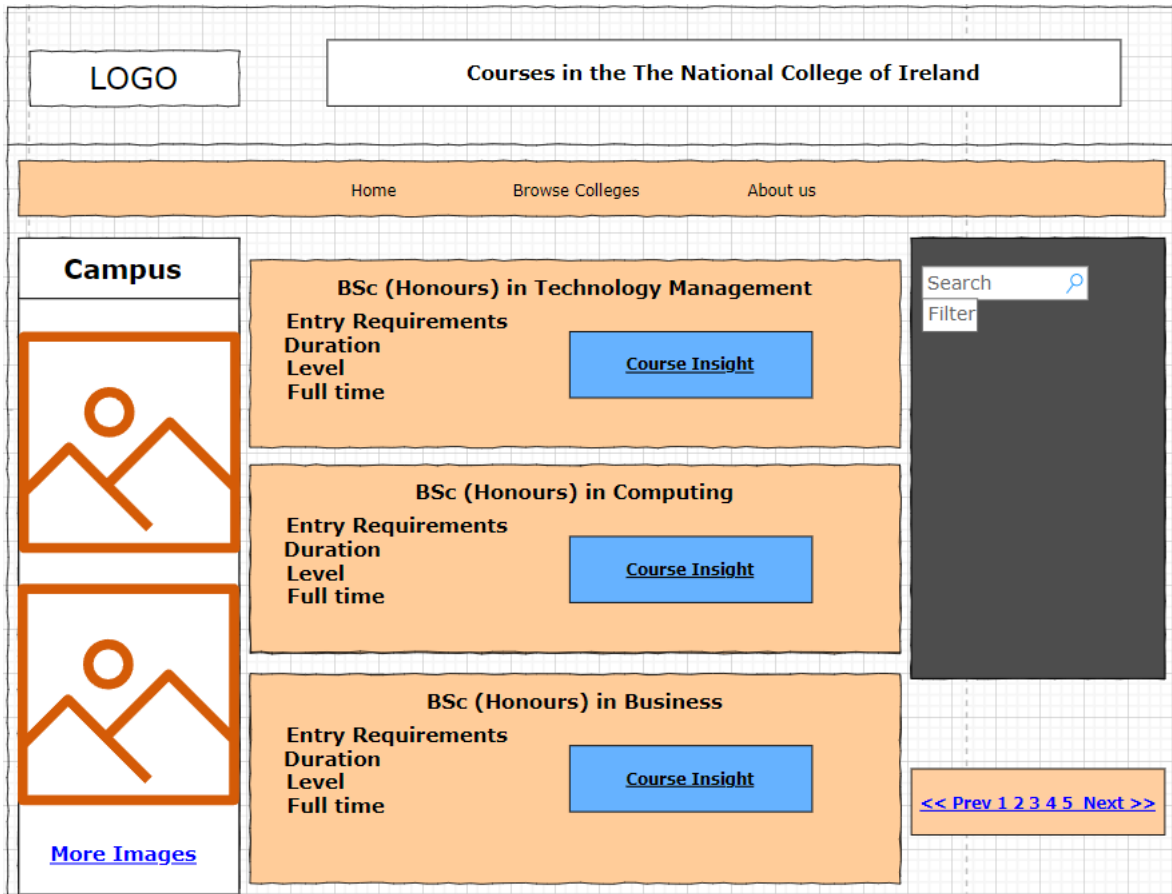 LOGO
Courses in the The National College of Ireland
Home
Browse Colleges
About us
Campus
More Images
BSc (Honours) in Technology Management
Entry Requirements
Duration
Level
Full time
Course Insight
BSc (Honours) in Computing
Entry Requirements
Duration
Level
Full time
Course Insight
BSc (Honours) in Business
Entry Requirements
Duration
Level
Full time
Course Insight
Search
Filter
<< Prev 1 2 3 4 5 Next >>